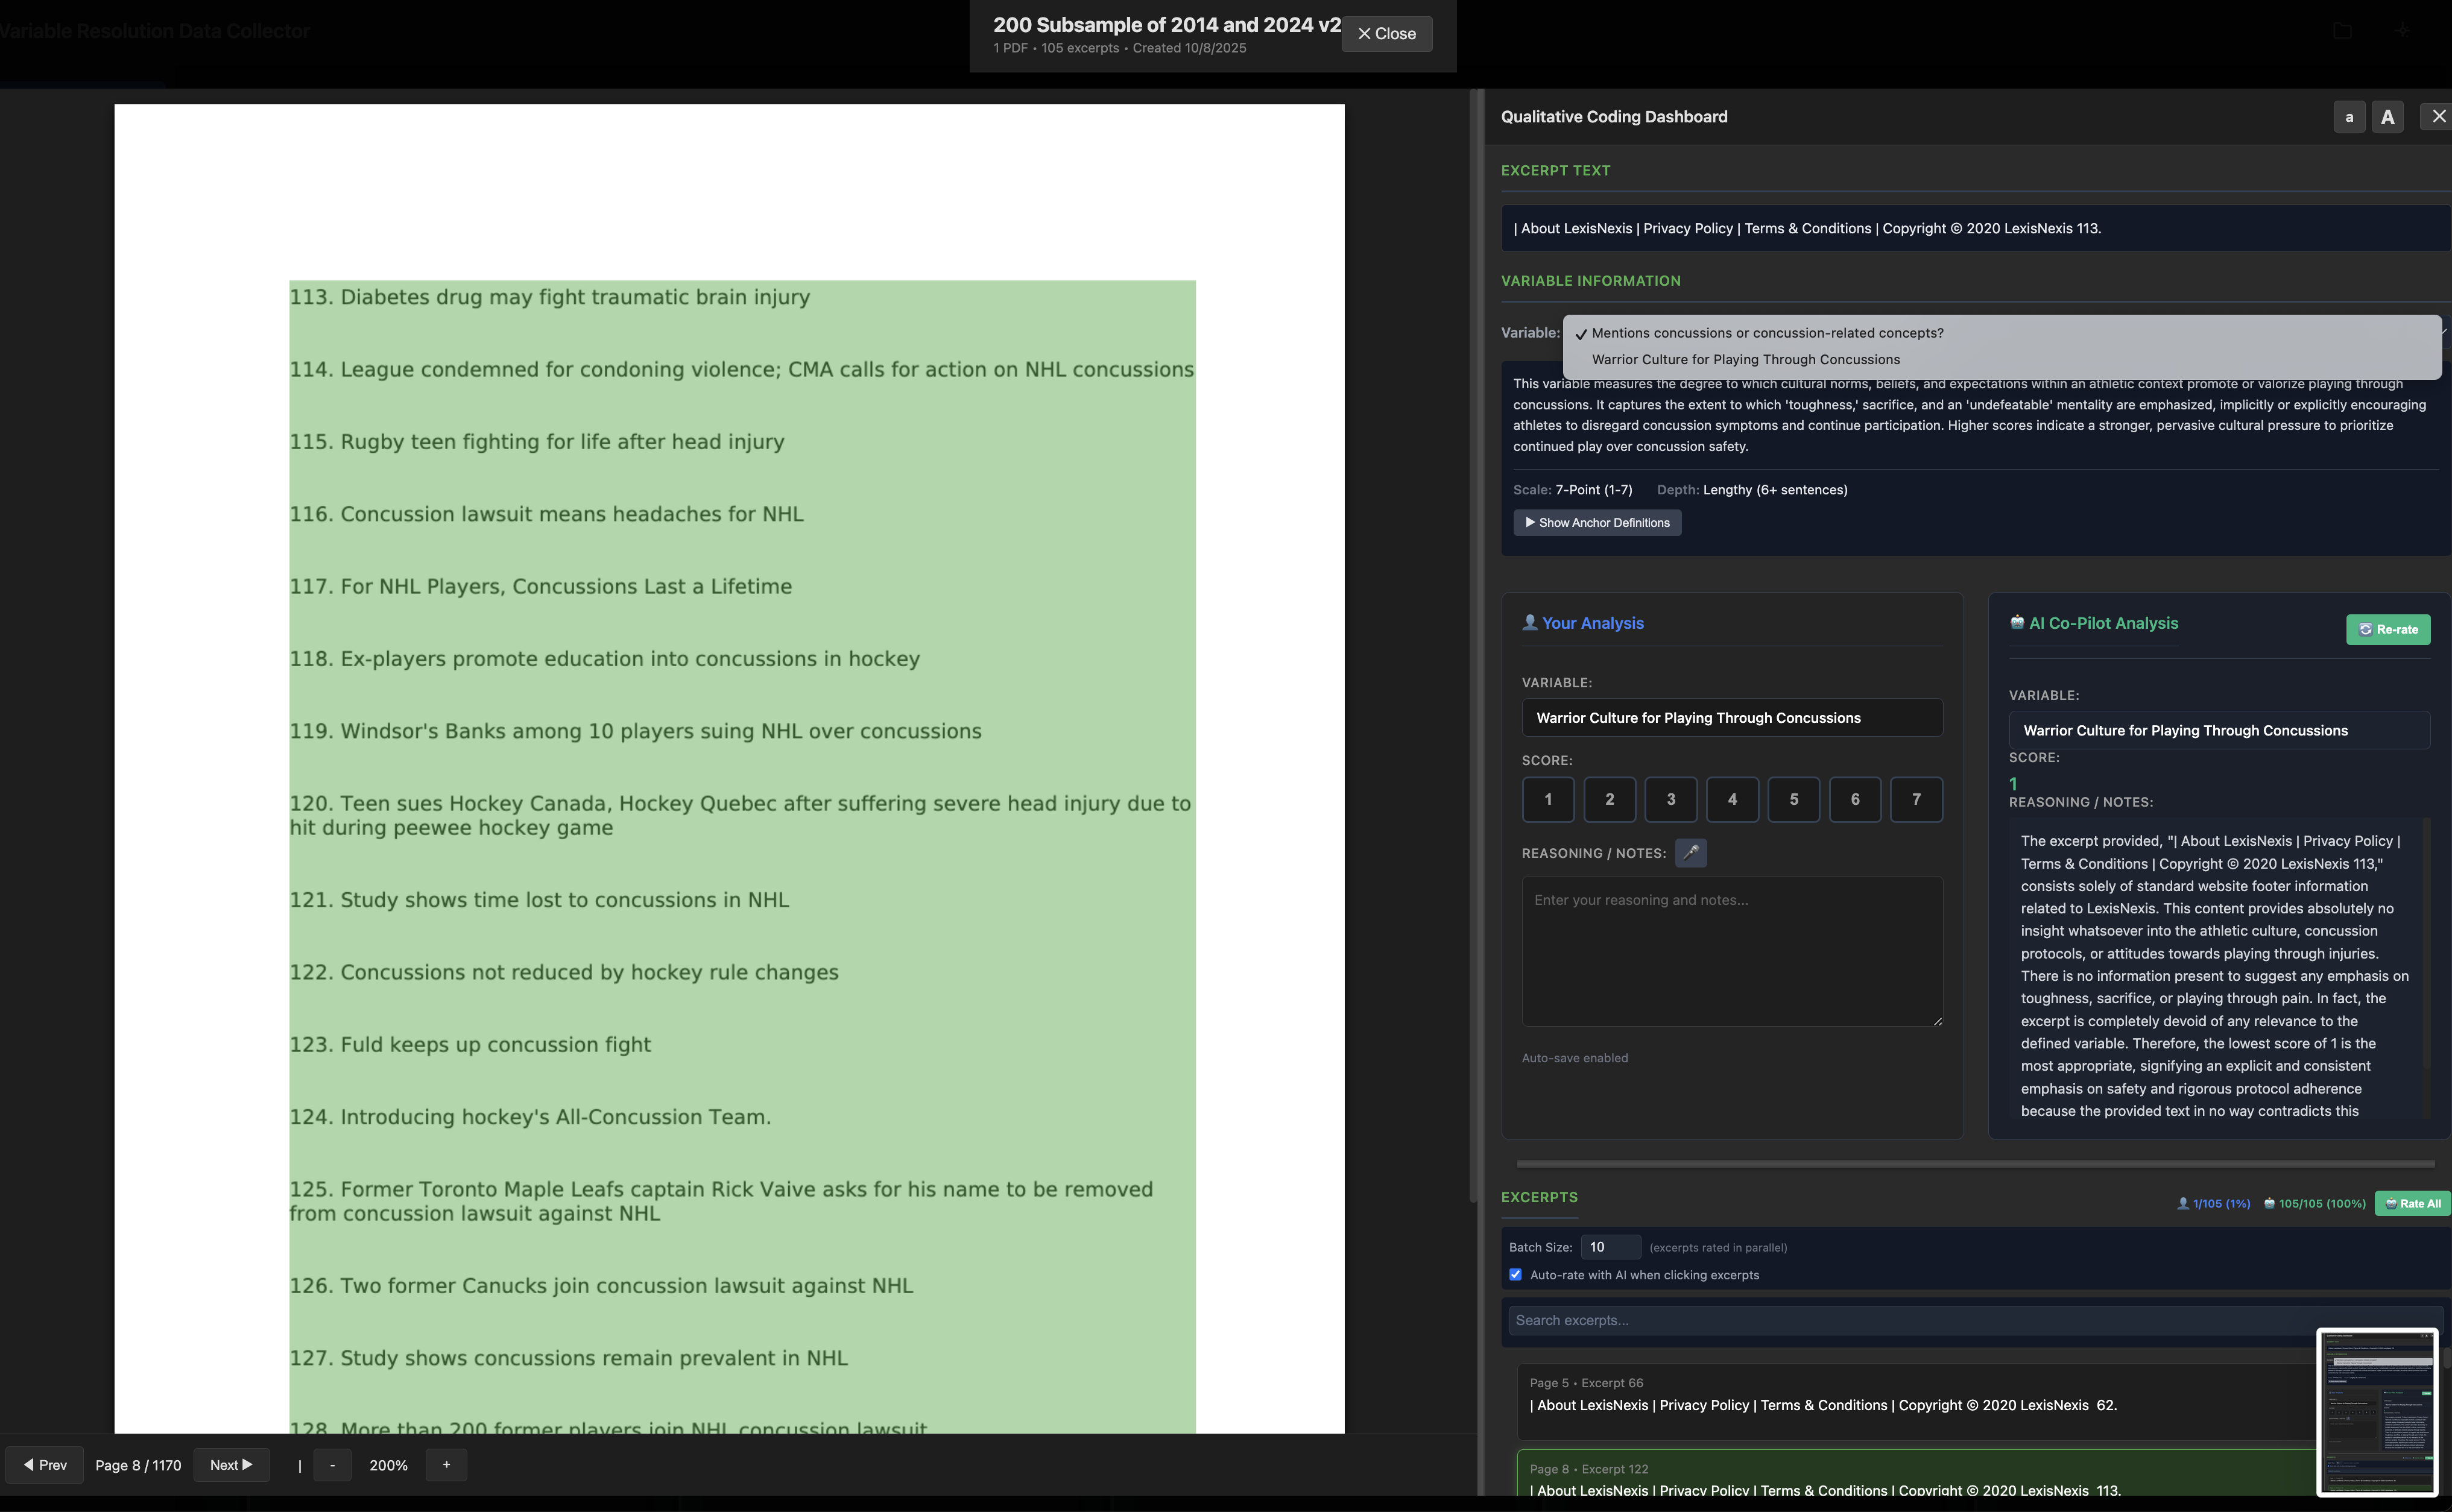 Variable Resolution Data Collector
200 Subsample of 2014 and 2024 v2
1 PDF • 105 excerpts • Created 10/8/2025
✕ Close
113. Diabetes drug may fight traumatic brain injury
114. League condemned for condoning violence; CMA calls for action on NHL concussions
115. Rugby teen fighting for life after head injury
116. Concussion lawsuit means headaches for NHL
117. For NHL Players, Concussions Last a Lifetime
118. Ex-players promote education into concussions in hockey
119. Windsor's Banks among 10 players suing NHL over concussions
120. Teen sues Hockey Canada, Hockey Quebec after suffering severe head injury due to
hit during peewee hockey game
121. Study shows time lost to concussions in NHL
122. Concussions not reduced by hockey rule changes
123. Fuld keeps up concussion fight
124. Introducing hockey's All-Concussion Team.
125. Former Toronto Maple Leafs captain Rick Vaive asks for his name to be removed
from concussion lawsuit against NHL
126. Two former Canucks join concussion lawsuit against NHL
127. Study shows concussions remain prevalent in NHL
128. More than 200 former players join NHL concussion lawsuit
◀ Prev
Page 8 / 1170
Next ▶
|
-
200%
+
Qualitative Coding Dashboard
a
A
✕
EXCERPT TEXT
| About LexisNexis | Privacy Policy | Terms & Conditions | Copyright © 2020 LexisNexis 113.
VARIABLE INFORMATION
Variable:
✓ Mentions concussions or concussion-related concepts?
Warrior Culture for Playing Through Concussions
This variable measures the degree to which cultural norms, beliefs, and expectations within an athletic context promote or valorize playing through
concussions. It captures the extent to which 'toughness,' sacrifice, and an 'undefeatable' mentality are emphasized, implicitly or explicitly encouraging
athletes to disregard concussion symptoms and continue participation. Higher scores indicate a stronger, pervasive cultural pressure to prioritize
continued play over concussion safety.
Scale: 7-Point (1-7) Depth: Lengthy (6+ sentences)
▶ Show Anchor Definitions
Your Analysis
VARIABLE:
Warrior Culture for Playing Through Concussions
SCORE:
1 2 3 4 5 6 7
REASONING / NOTES:
Enter your reasoning and notes...
Auto-save enabled
AI Co-Pilot Analysis
Re-rate
VARIABLE:
Warrior Culture for Playing Through Concussions
SCORE:
1
REASONING / NOTES:
The excerpt provided, "| About LexisNexis | Privacy Policy |
Terms & Conditions | Copyright © 2020 LexisNexis 113,"
consists solely of standard website footer information
related to LexisNexis. This content provides absolutely no
insight whatsoever into the athletic culture, concussion
protocols, or attitudes towards playing through injuries.
There is no information present to suggest any emphasis on
toughness, sacrifice, or playing through pain. In fact, the
excerpt is completely devoid of any relevance to the
defined variable. Therefore, the lowest score of 1 is the
most appropriate, signifying an explicit and consistent
emphasis on safety and rigorous protocol adherence
because the provided text in no way contradicts this
EXCERPTS
1/105 (1%)
105/105 (100%)
Rate All
Batch Size: 10 (excerpts rated in parallel)
Auto-rate with AI when clicking excerpts
Search excerpts...
Page 5 • Excerpt 66
| About LexisNexis | Privacy Policy | Terms & Conditions | Copyright © 2020 LexisNexis 62.
Page 8 • Excerpt 122
| About LexisNexis | Privacy Policy | Terms & Conditions | Copyright © 2020 LexisNexis 113.